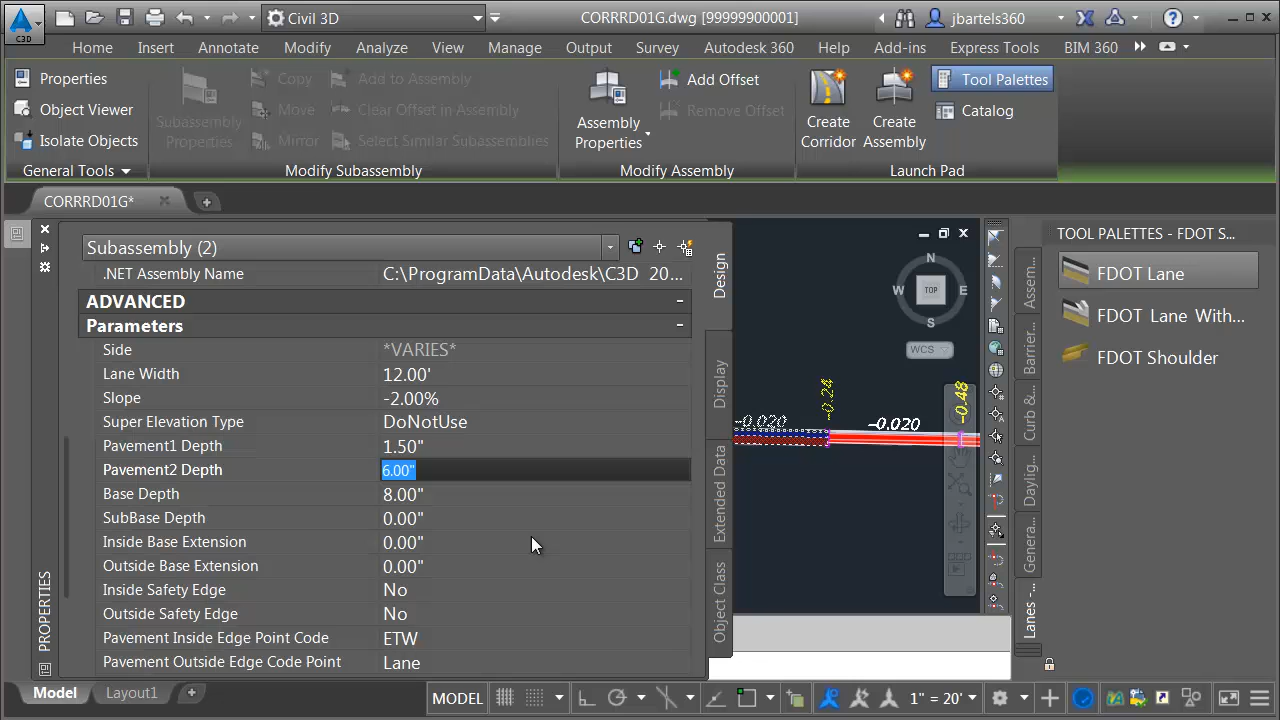 C3D
Civil 3D
CORRRD01G.dwg [99999900001]
jbartels360
Home Insert Annotate Modify Analyze View Manage Output Survey Autodesk 360 Help Add-ins Express Tools BIM 360
Properties
Object Viewer
Isolate Objects
General Tools
Subassembly Properties
Copy
Move
Mirror
Add to Assembly
Clear Offset in Assembly
Select Similar Subassemblies
Modify Subassembly
Assembly Properties
Add Offset
Remove Offset
Modify Assembly
Create Corridor
Create Assembly
Tool Palettes
Catalog
Launch Pad
CORRRD01G*
Subassembly (2)
.NET Assembly Name C:\ProgramData\Autodesk\C3D 20...
ADVANCED
Parameters
Side *VARIES*
Lane Width 12.00'
Slope -2.00%
Super Elevation Type DoNotUse
Pavement1 Depth 1.50"
Pavement2 Depth 6.00"
Base Depth 8.00"
SubBase Depth 0.00"
Inside Base Extension 0.00"
Outside Base Extension 0.00"
Inside Safety Edge No
Outside Safety Edge No
Pavement Inside Edge Point Code ETW
Pavement Outside Edge Code Point Lane
PROPERTIES
Design
Display
Extended Data
Object Class
N
W TOP E
S
WCS
-0.24
-0.48
-0.020
-0.020
TOOL PALETTES - FDOT S...
FDOT Lane
FDOT Lane With...
FDOT Shoulder
Assem...
Barrier...
Curb &...
Daylig...
Genera...
Lanes -...
Model Layout1
MODEL
1" = 20'